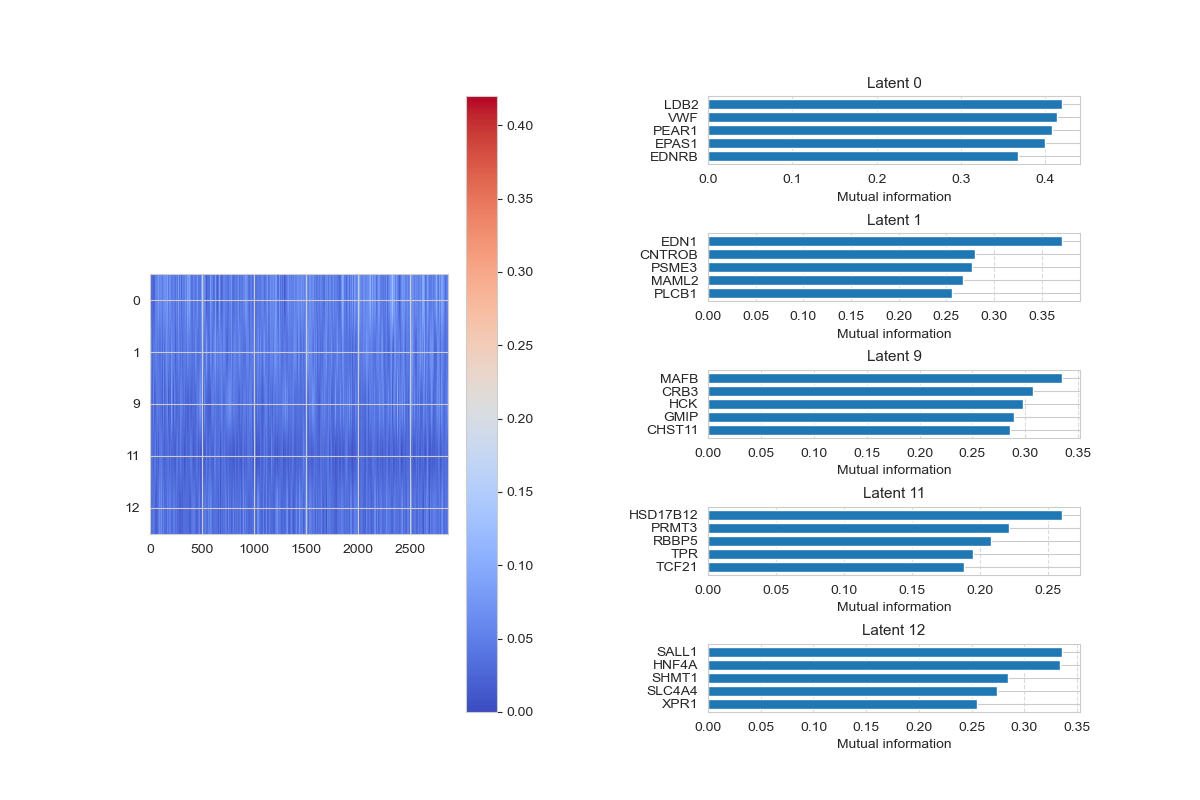 0
1
9
11
12
0 500 1000 1500 2000 2500
0.40
0.35
0.30
0.25
0.20
0.15
0.10
0.05
0.00
Latent 0
LDB2
VWF
PEAR1
EPAS1
EDNRB
0.0 0.1 0.2 0.3 0.4
Mutual information
Latent 1
EDN1
CNTROB
PSME3
MAML2
PLCB1
0.00 0.05 0.10 0.15 0.20 0.25 0.30 0.35
Mutual information
Latent 9
MAFB
CRB3
HCK
GMIP
CHST11
0.00 0.05 0.10 0.15 0.20 0.25 0.30 0.35
Mutual information
Latent 11
HSD17B12
PRMT3
RBBP5
TPR
TCF21
0.00 0.05 0.10 0.15 0.20 0.25
Mutual information
Latent 12
SALL1
HNF4A
SHMT1
SLC4A4
XPR1
0.00 0.05 0.10 0.15 0.20 0.25 0.30 0.35
Mutual information